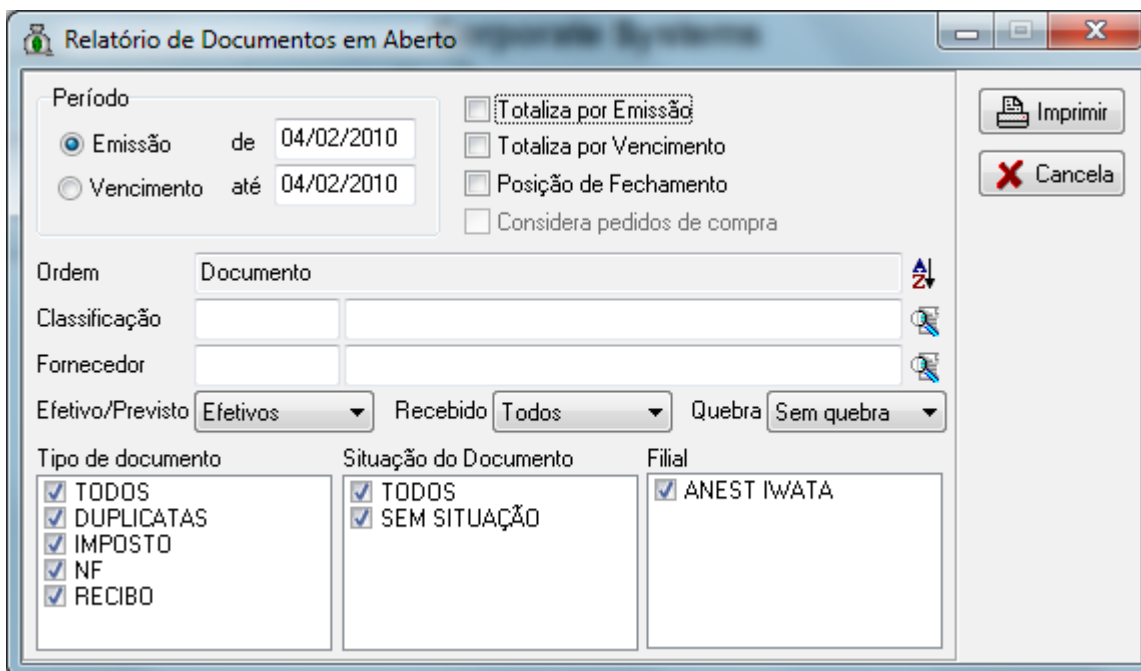 Relatório de Documentos em Aberto
Corporate Systems
Período
Emissão de 04/02/2010
Vencimento até 04/02/2010
Totaliza por Emissão
Totaliza por Vencimento
Posição de Fechamento
Considera pedidos de compra
Imprimir
Cancela
Ordem Documento
Classificação
Fornecedor
Efetivo/Previsto Efetivos Recebido Todos Quebra Sem quebra
Tipo de documento
TODOS
DUPLICATAS
IMPOSTO
NF
RECIBO
Situação do Documento
TODOS
SEM SITUAÇÃO
Filial
ANEST IWATA